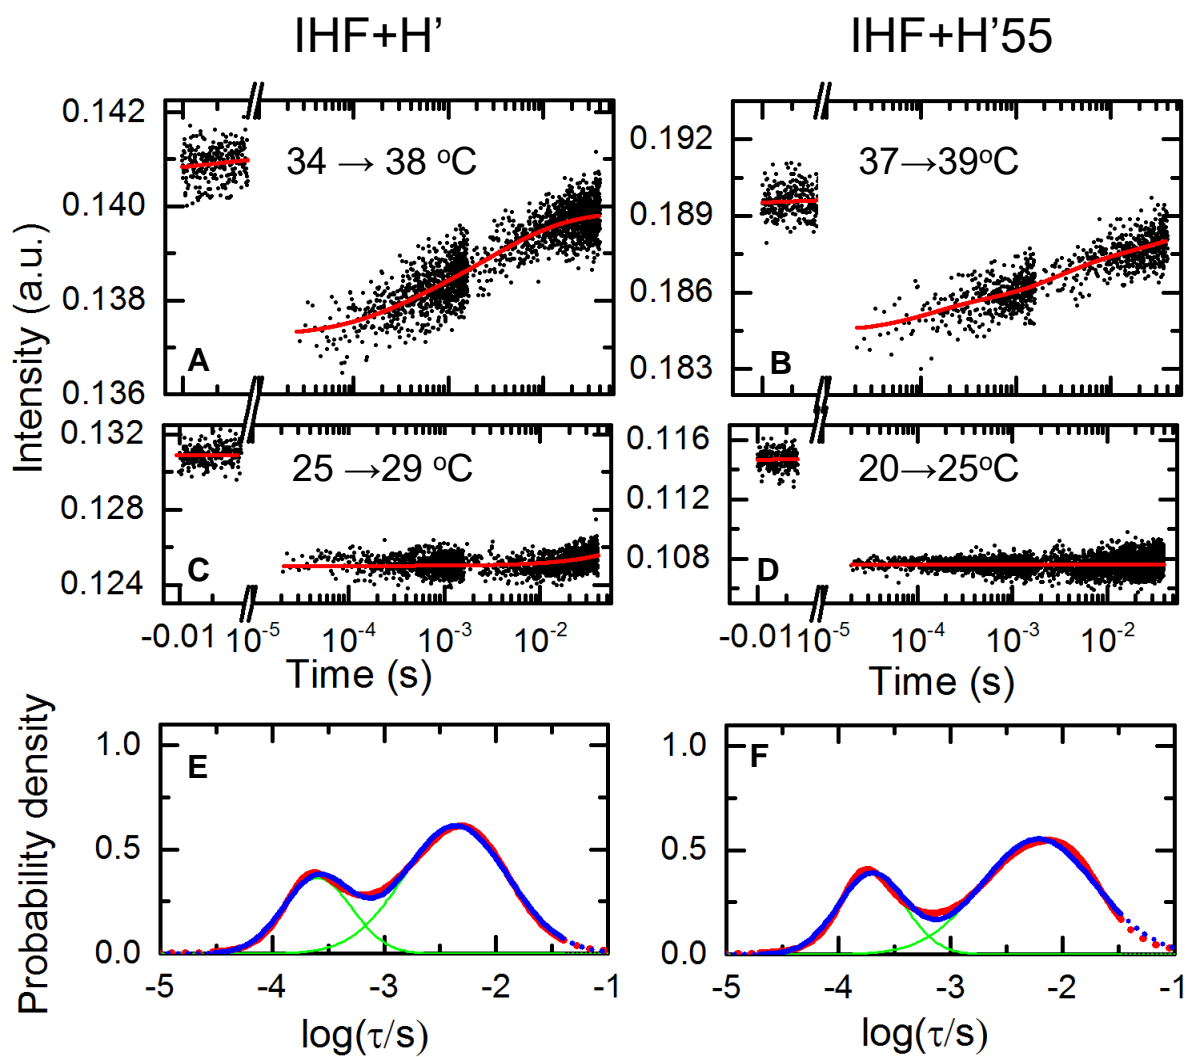 IHF+H’ IHF+H’55
0.142
0.140
0.138
0.136
34 → 38 ºC
A
0.192
0.189
0.186
0.183
37→39ºC
B
Intensity (a.u.)
0.132
0.128
0.124
25 →29 ºC
C
0.116
0.112
0.108
20→25ºC
D
-0.01 10⁻⁵ 10⁻⁴ 10⁻³ 10⁻²
Time (s)
-0.01 10⁻⁵ 10⁻⁴ 10⁻³ 10⁻²
Time (s)
Probability density
1.0
0.5
0.0
E
-5 -4 -3 -2 -1
log(τ/s)
1.0
0.5
0.0
F
-5 -4 -3 -2 -1
log(τ/s)